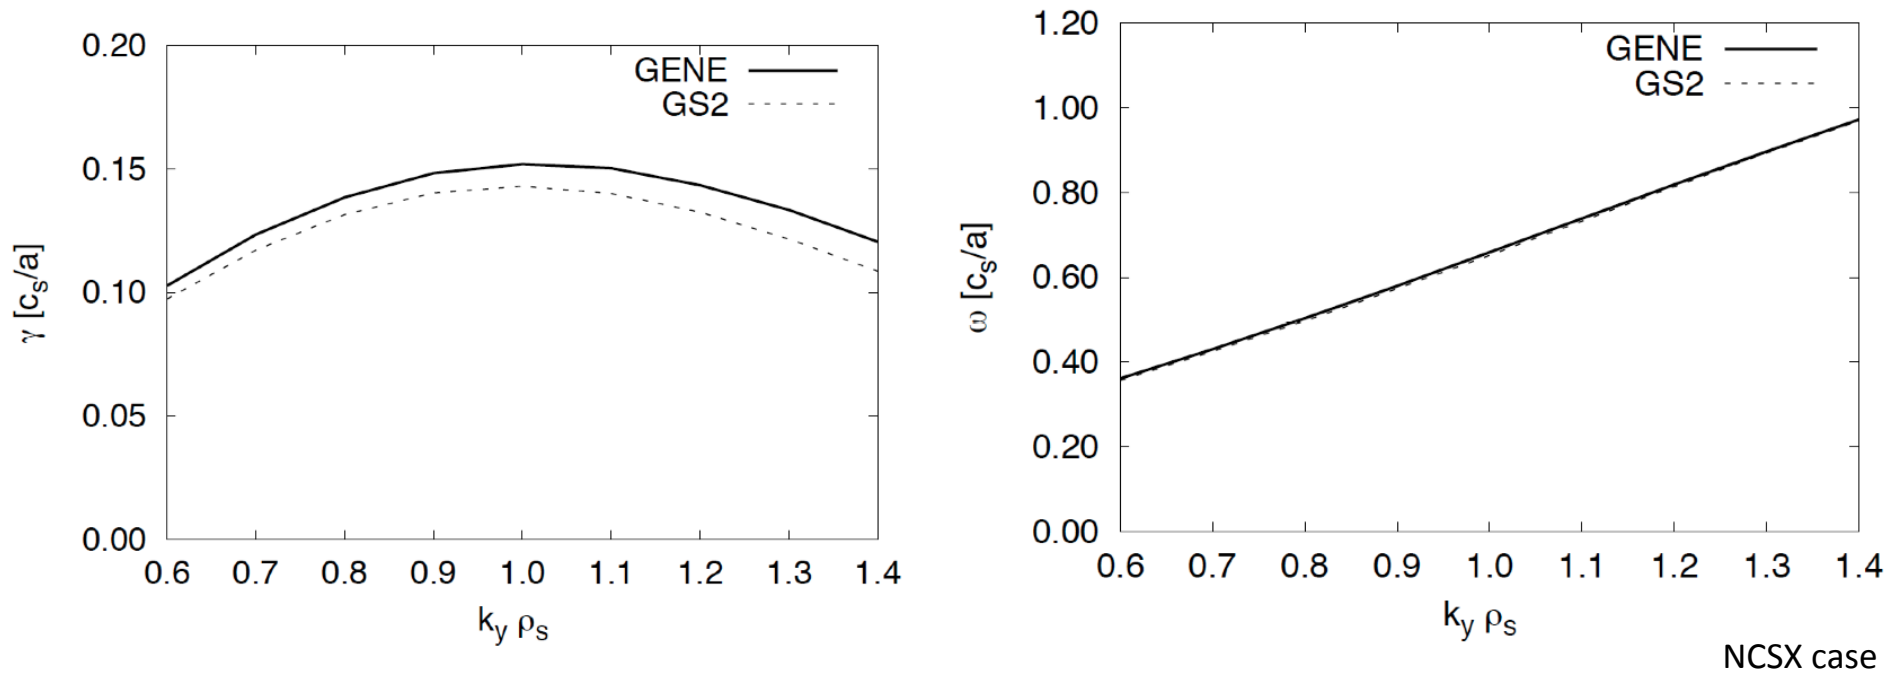 0.20
0.15
0.10
0.05
0.00
γ [cs/a]
GENE
GS2
0.6 0.7 0.8 0.9 1.0 1.1 1.2 1.3 1.4
ky ρs
1.20
1.00
0.80
0.60
0.40
0.20
0.00
ω [cs/a]
GENE
GS2
0.6 0.7 0.8 0.9 1.0 1.1 1.2 1.3 1.4
ky ρs
NCSX case